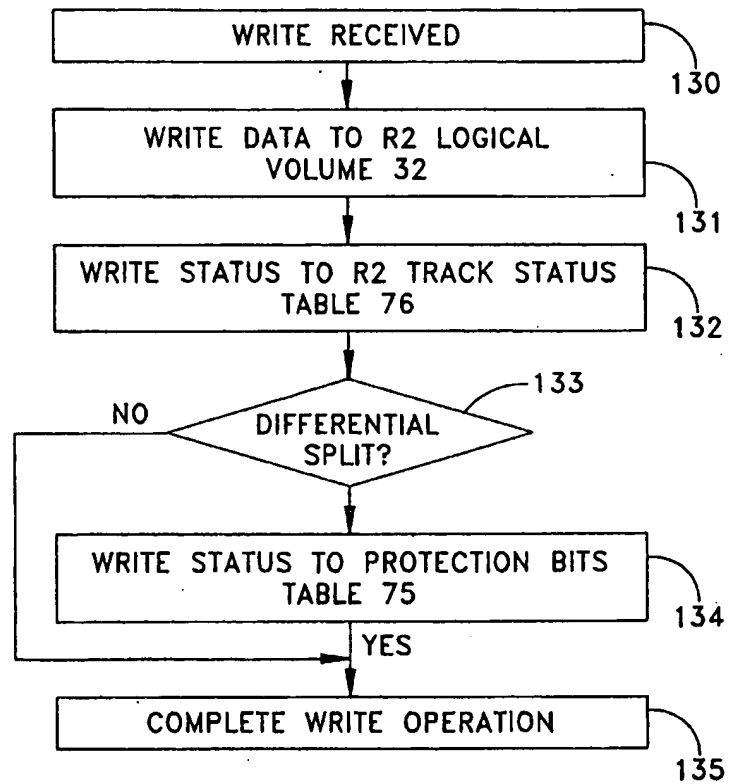 WRITE RECEIVED
130
WRITE DATA TO R2 LOGICAL
VOLUME 32
131
WRITE STATUS TO R2 TRACK STATUS
TABLE 76
132
133
NO
DIFFERENTIAL
SPLIT?
WRITE STATUS TO PROTECTION BITS
TABLE 75
134
YES
COMPLETE WRITE OPERATION
135